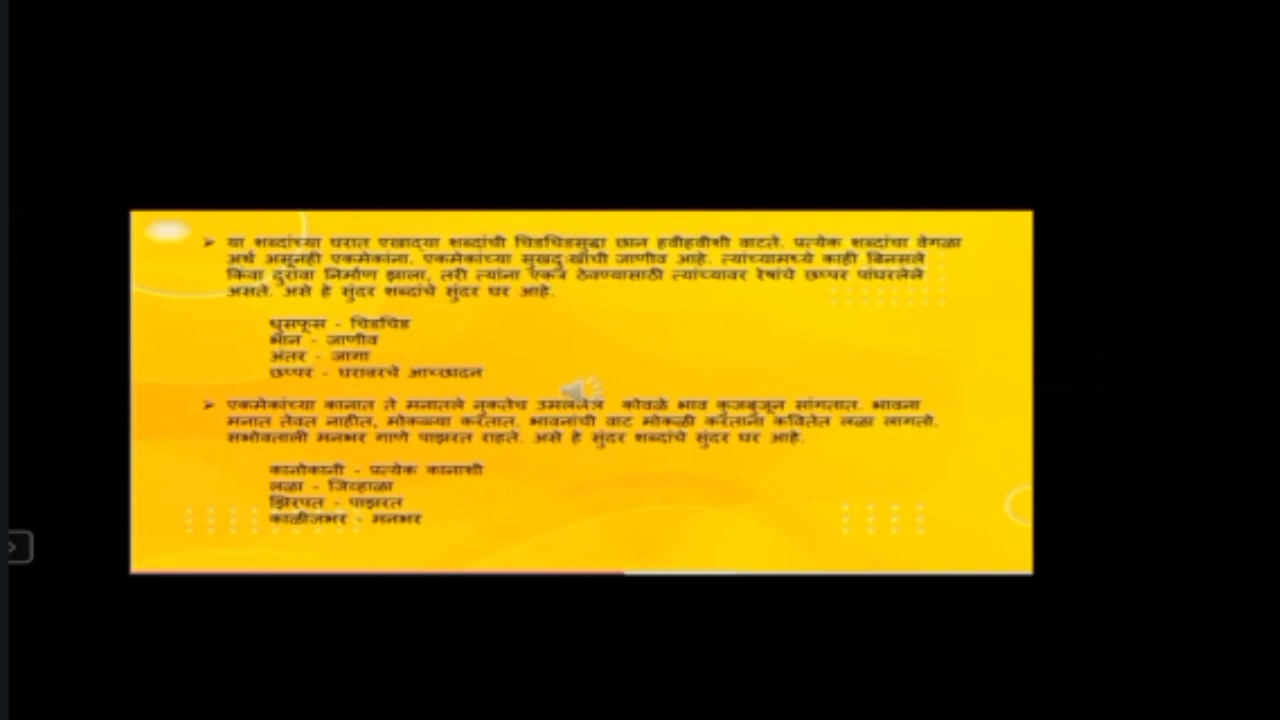 ➢ या शब्दांच्या घरात एखाद्या शब्दांची चिडचिडसुद्धा छान हवीहवीशी वाटते. प्रत्येक शब्दांचा वेगळा
अर्थ असूनही एकमेकांना. एकमेकांच्या सुखदुःखांची जाणीव आहे. त्यांच्यामध्ये काही बिनसले
किंवा दुरावा निर्माण झाला, तरी त्यांना एकत्र ठेवण्यासाठी त्यांच्यावर रेषांचे छप्पर पांघरलेले
असते. असे हे सुंदर शब्दांचे सुंदर घर आहे.
धुसफूस - चिडचिड
भान - जाणीव
अंतर - जागा
छप्पर - घरावरचे आच्छादन
➢ एकमेकांच्या कानात ते मनातले नुकतेच कोवळे भाव कुजबुजून सांगतात. भावना
मनात तेवत नाहीत, मोकळ्या करतात. भावनांची वाट मोकळी करताना कवितेत लळा लागतो.
सभोवताली मनभर गाणे पाझरत राहते. असे हे सुंदर शब्दांचे सुंदर घर आहे.
कानोकानी - प्रत्येक कानाशी
लळा - जिव्हाळा
झिरपत - पाझरत
काळीजभर - मनभर